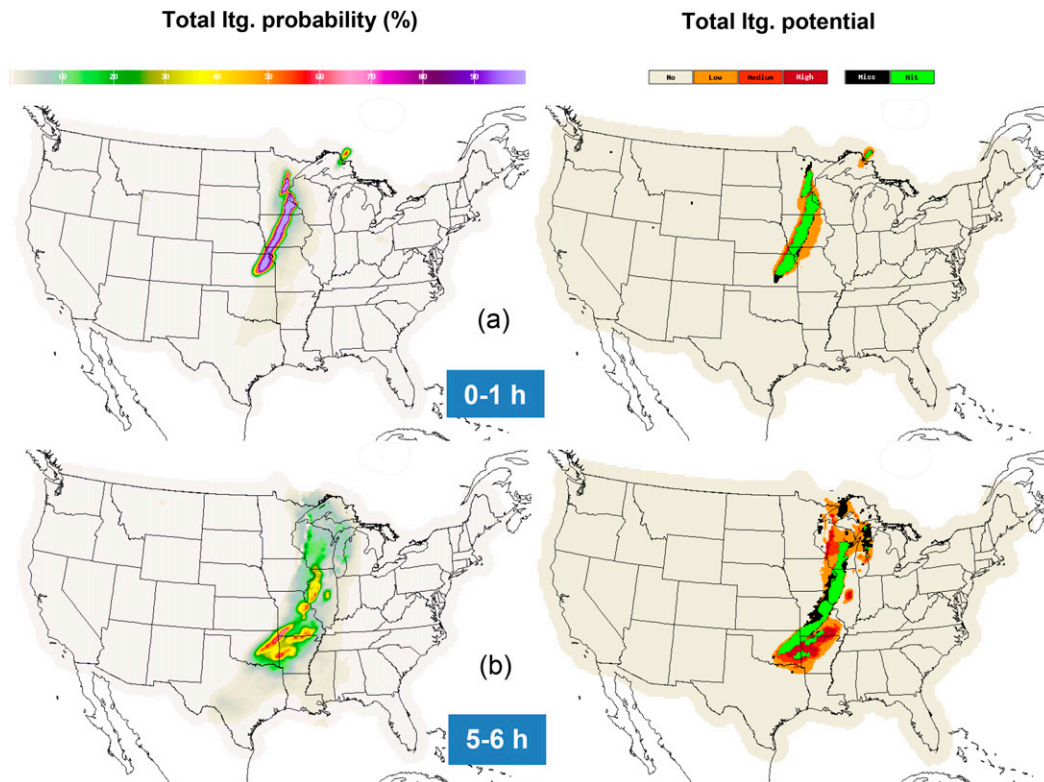 Total ltg. probability (%)
Total ltg. potential
10 20 30 40 50 60 70 80 90
No Low Medium High Miss Hit
(a)
0-1 h
(b)
5-6 h